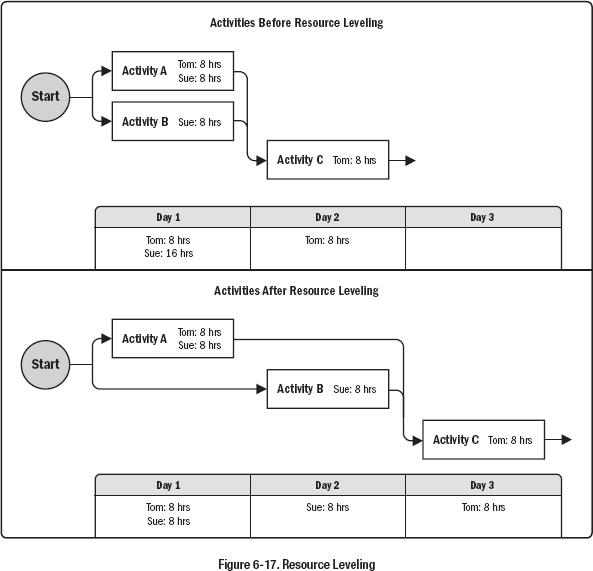 Activities Before Resource Leveling
Start
Activity A
Tom: 8 hrs
Sue: 8 hrs
Activity B Sue: 8 hrs
Activity C Tom: 8 hrs
Day 1 Day 2 Day 3
Tom: 8 hrs Tom: 8 hrs
Sue: 16 hrs
Activities After Resource Leveling
Start
Activity A
Tom: 8 hrs
Sue: 8 hrs
Activity B Sue: 8 hrs
Activity C Tom: 8 hrs
Day 1 Day 2 Day 3
Tom: 8 hrs Sue: 8 hrs Tom: 8 hrs
Sue: 8 hrs
Figure 6-17. Resource Leveling